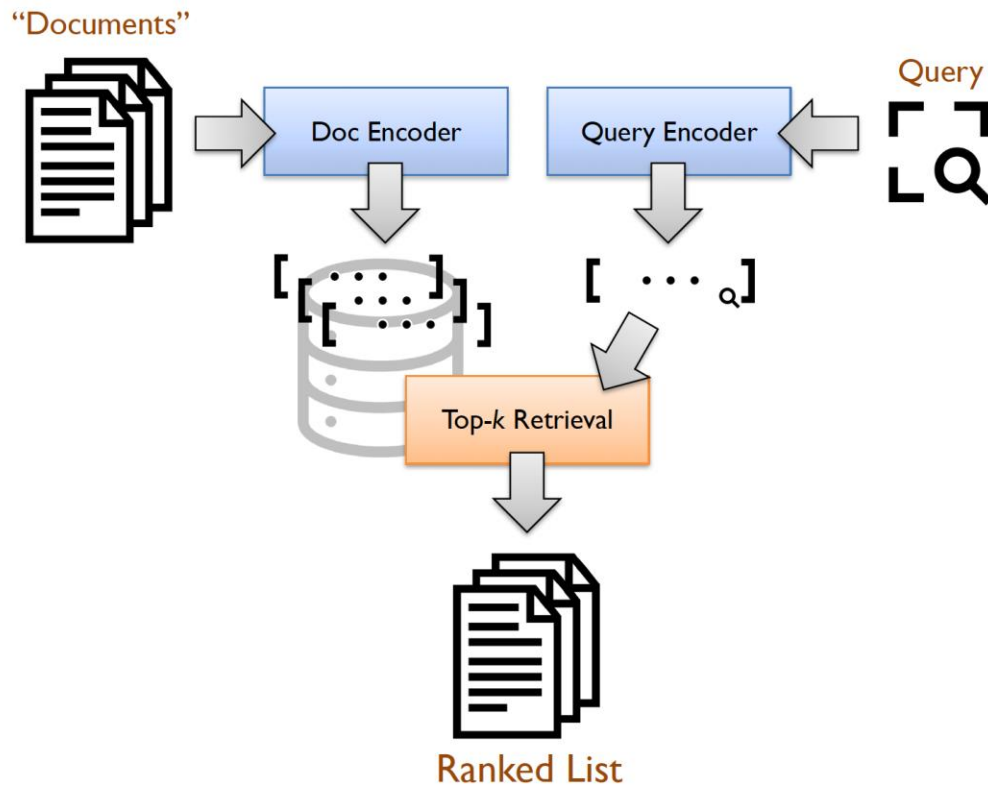 “Documents”
Query
Doc Encoder
Query Encoder
[ • • • ]
[ • • • ]
[ • • • ]
[ • • • ]
Top-k Retrieval
Ranked List